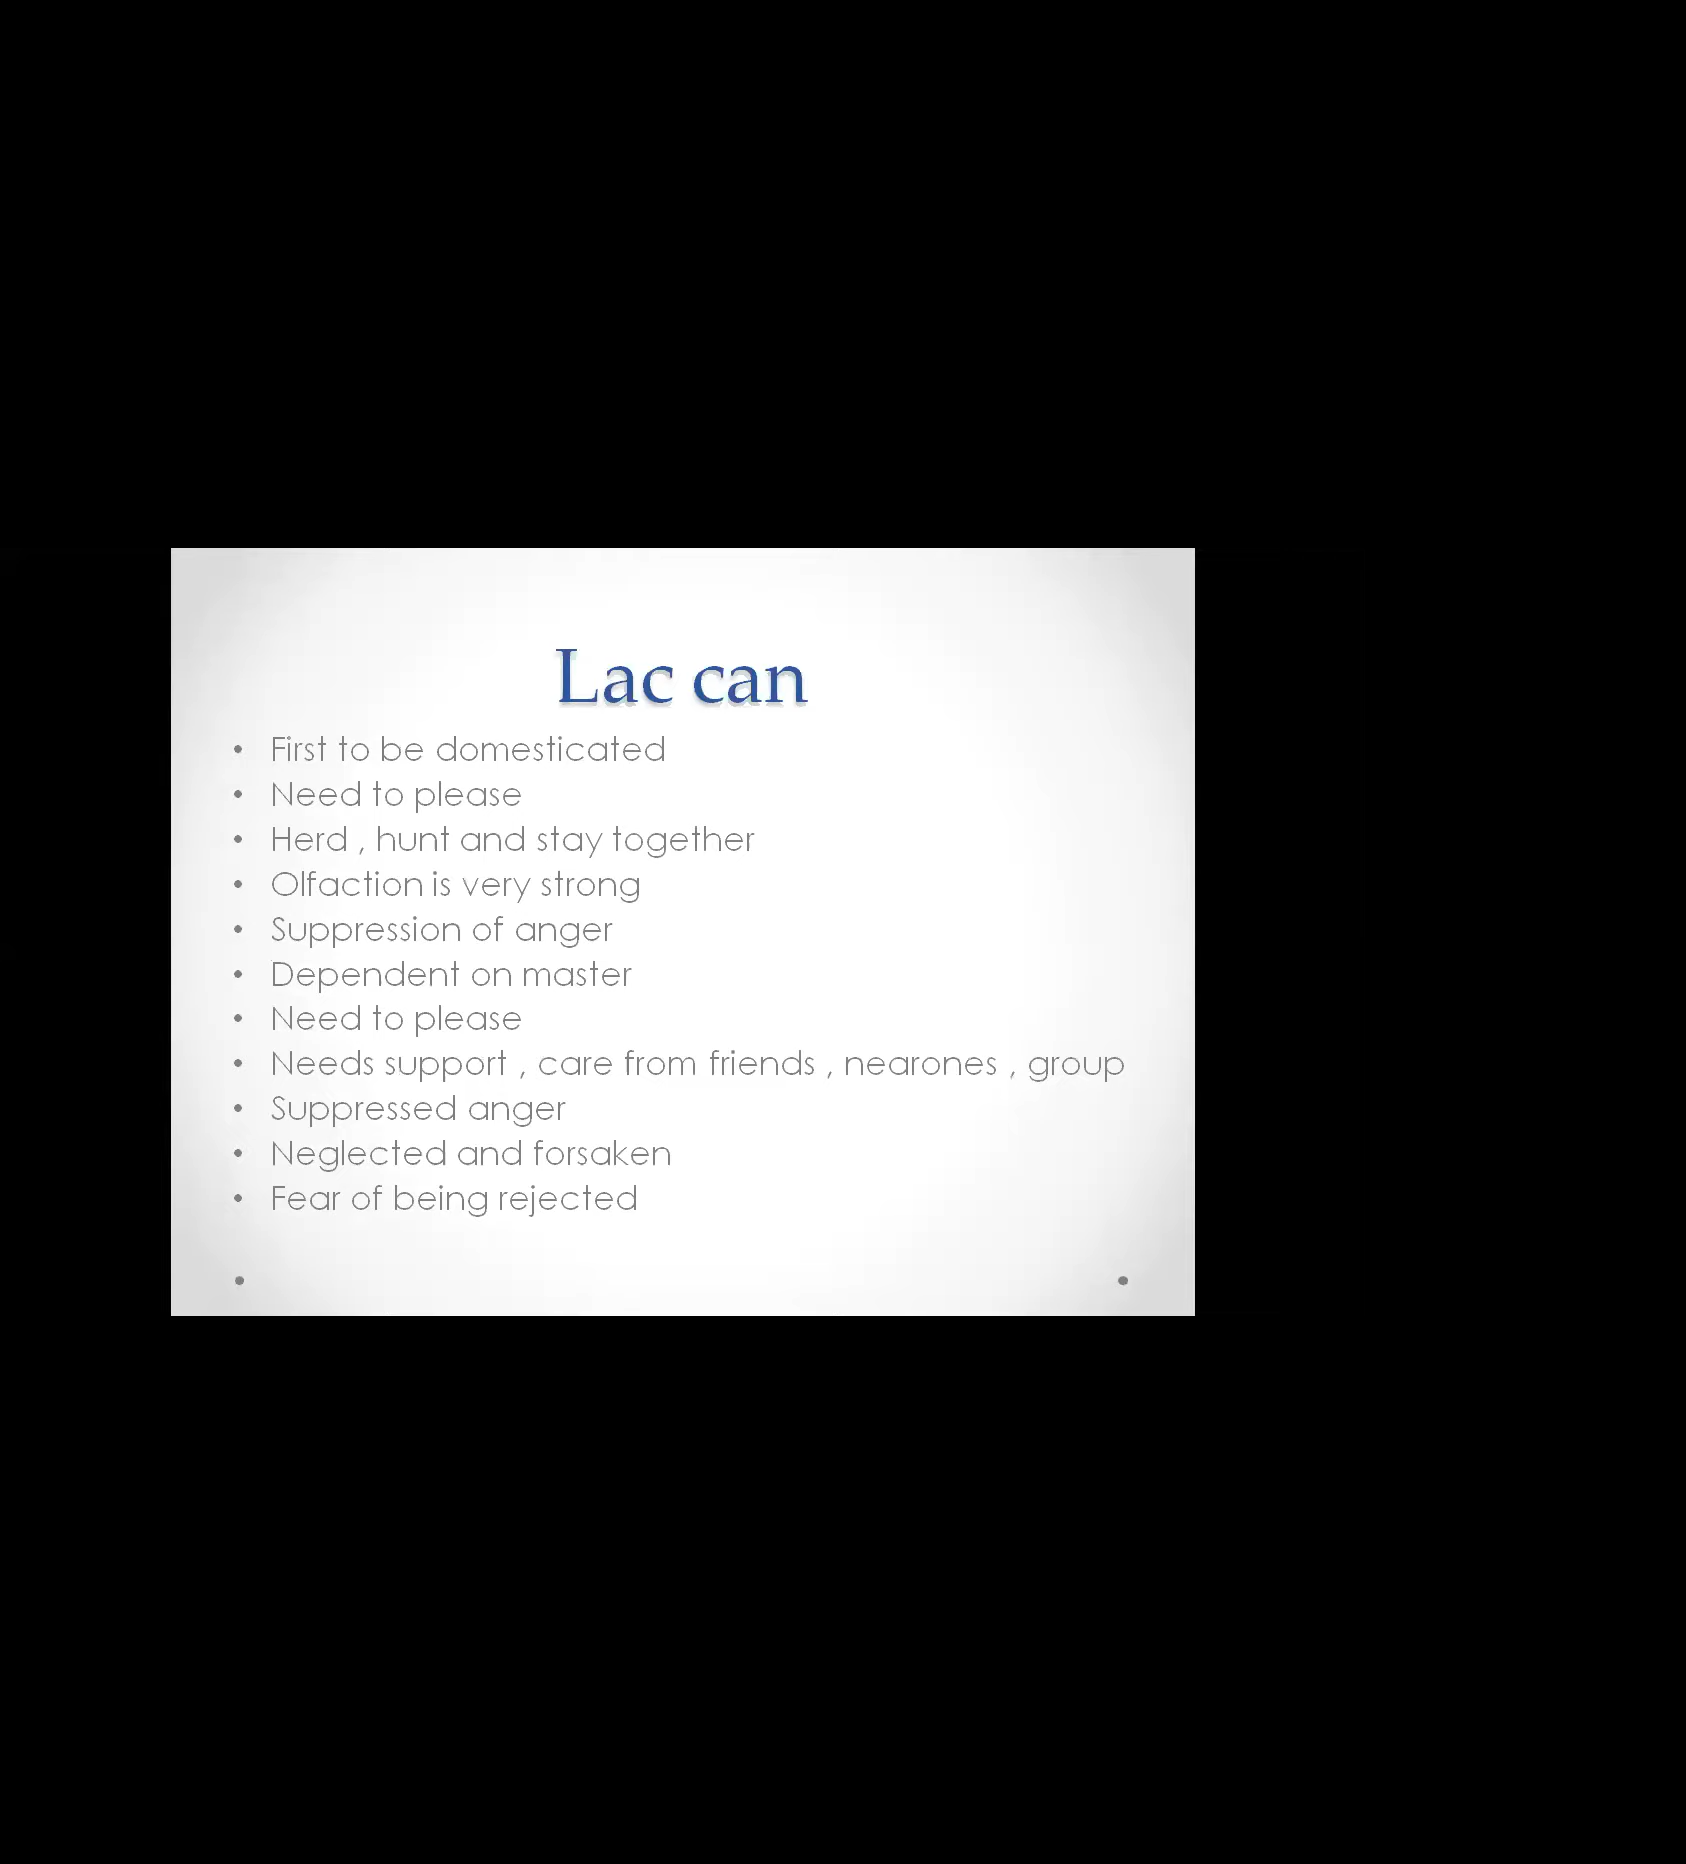 Lac can
• First to be domesticated
• Need to please
• Herd , hunt and stay together
• Olfaction is very strong
• Suppression of anger
• Dependent on master
• Need to please
• Needs support , care from friends , nearones , group
• Suppressed anger
• Neglected and forsaken
• Fear of being rejected